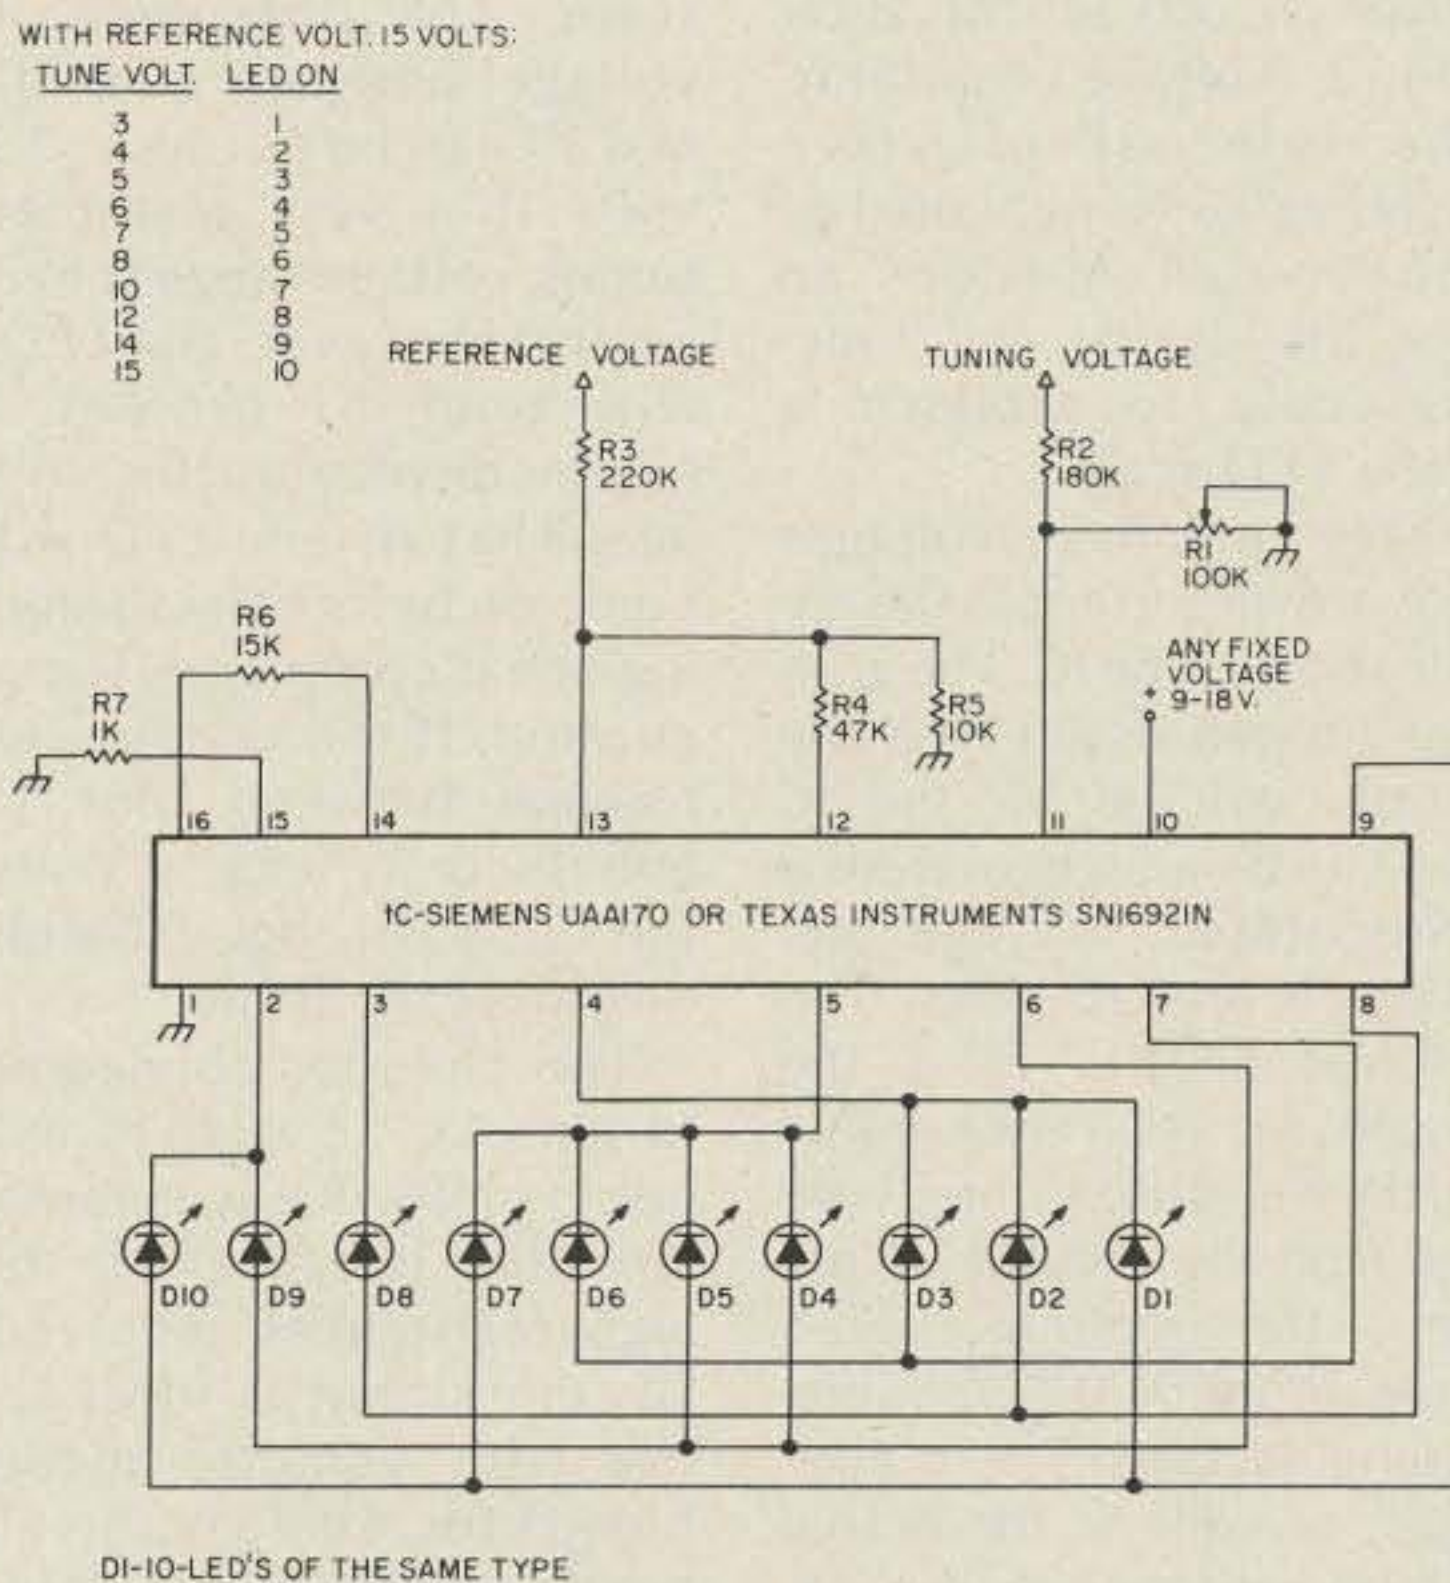 WITH REFERENCE VOLT. 15 VOLTS:
TUNE VOLT. LED ON
3 1
4 2
5 3
6 4
7 5
8 6
10 7
12 8
14 9
15 10
REFERENCE VOLTAGE
TUNING VOLTAGE
R3
220K
R2
180K
R1
100K
R6
15K
R7
1K
R4
47K
R5
10K
ANY FIXED
VOLTAGE
+ 9-18V.
16 15 14 13 12 11 10 9
IC-SIEMENS UAA170 OR TEXAS INSTRUMENTS SN16921N
1 2 3 4 5 6 7 8
D10 D9 D8 D7 D6 D5 D4 D3 D2 D1
D1-10-LED'S OF THE SAME TYPE